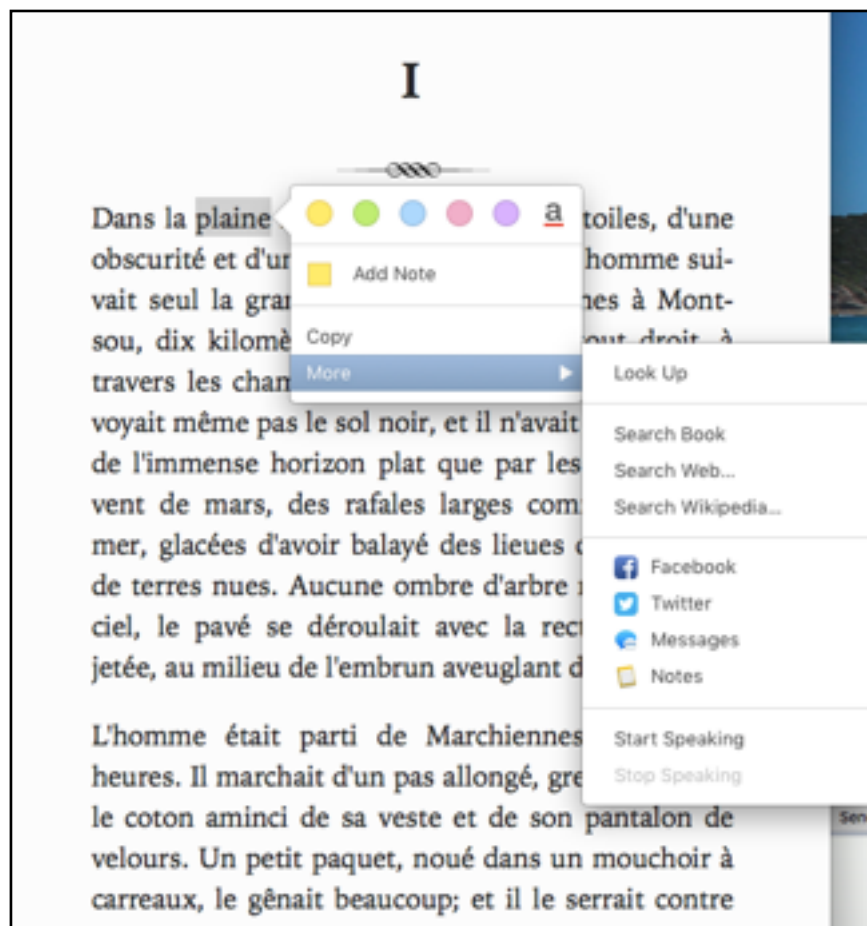 I
Dans la plaine
toiles, d'une
obscurité et d'un
homme sui-
vait seul la gran
nes à Mont-
sou, dix kilomè
out droit, à
travers les cham
voyait même pas le sol noir, et il n'avait
de l'immense horizon plat que par les
vent de mars, des rafales larges com
mer, glacées d'avoir balayé des lieues
de terres nues. Aucune ombre d'arbre
ciel, le pavé se déroulait avec la rect
jetée, au milieu de l'embrun aveuglant d
L'homme était parti de Marchiennes
heures. Il marchait d'un pas allongé, gre
le coton aminci de sa veste et de son pantalon de
velours. Un petit paquet, noué dans un mouchoir à
carreaux, le gênait beaucoup; et il le serrait contre
a
Add Note
Copy
More
Look Up
Search Book
Search Web...
Search Wikipedia...
Facebook
Twitter
Messages
Notes
Start Speaking
Stop Speaking
Sen